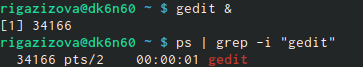 rigazizova@dk6n60 ~ $ gedit &
[1] 34166
rigazizova@dk6n60 ~ $ ps | grep -i "gedit"
34166 pts/2 00:00:01 gedit